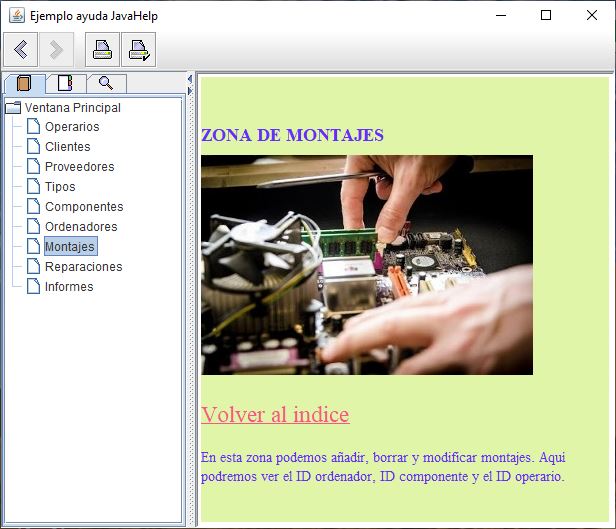 Ejemplo ayuda JavaHelp
Ventana Principal
Operarios
Clientes
Proveedores
Tipos
Componentes
Ordenadores
Montajes
Reparaciones
Informes
ZONA DE MONTAJES
Volver al indice
En esta zona podemos añadir, borrar y modificar montajes. Aqui
podremos ver el ID ordenador, ID componente y el ID operario.